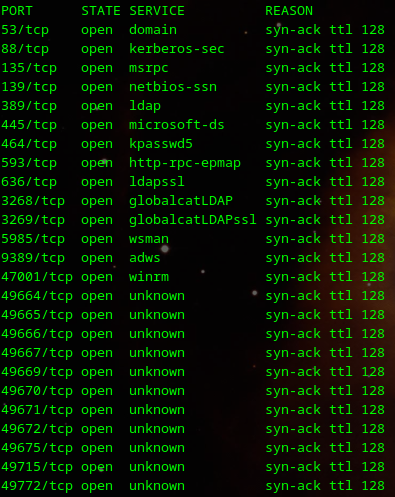 PORT STATE SERVICE REASON
53/tcp open domain syn-ack ttl 128
88/tcp open kerberos-sec syn-ack ttl 128
135/tcp open msrpc syn-ack ttl 128
139/tcp open netbios-ssn syn-ack ttl 128
389/tcp open ldap syn-ack ttl 128
445/tcp open microsoft-ds syn-ack ttl 128
464/tcp open kpasswd5 syn-ack ttl 128
593/tcp open http-rpc-epmap syn-ack ttl 128
636/tcp open ldapssl syn-ack ttl 128
3268/tcp open globalcatLDAP syn-ack ttl 128
3269/tcp open globalcatLDAPssl syn-ack ttl 128
5985/tcp open wsman syn-ack ttl 128
9389/tcp open adws syn-ack ttl 128
47001/tcp open winrm syn-ack ttl 128
49664/tcp open unknown syn-ack ttl 128
49665/tcp open unknown syn-ack ttl 128
49666/tcp open unknown syn-ack ttl 128
49667/tcp open unknown syn-ack ttl 128
49669/tcp open unknown syn-ack ttl 128
49670/tcp open unknown syn-ack ttl 128
49671/tcp open unknown syn-ack ttl 128
49672/tcp open unknown syn-ack ttl 128
49675/tcp open unknown syn-ack ttl 128
49715/tcp open unknown syn-ack ttl 128
49772/tcp open unknown syn-ack ttl 128